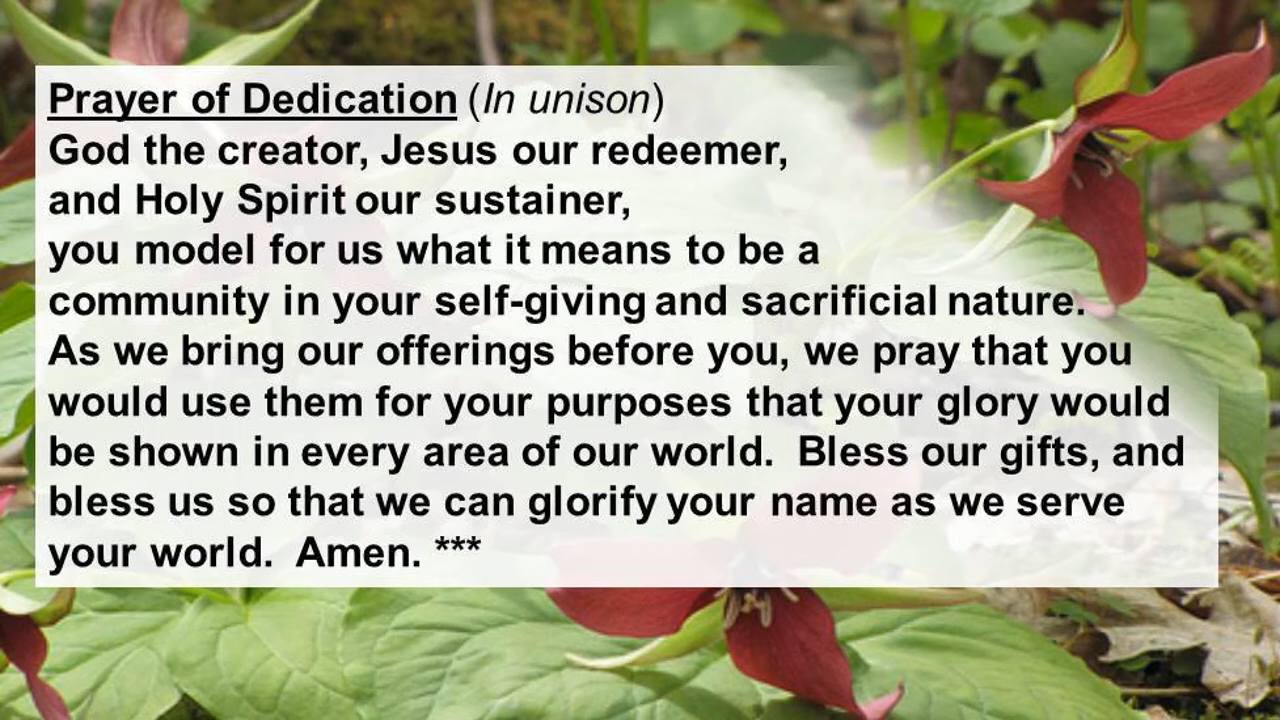 Prayer of Dedication (In unison)
God the creator, Jesus our redeemer,
and Holy Spirit our sustainer,
you model for us what it means to be a
community in your self-giving and sacrificial nature.
As we bring our offerings before you, we pray that you
would use them for your purposes that your glory would
be shown in every area of our world.  Bless our gifts, and
bless us so that we can glorify your name as we serve
your world.  Amen. ***